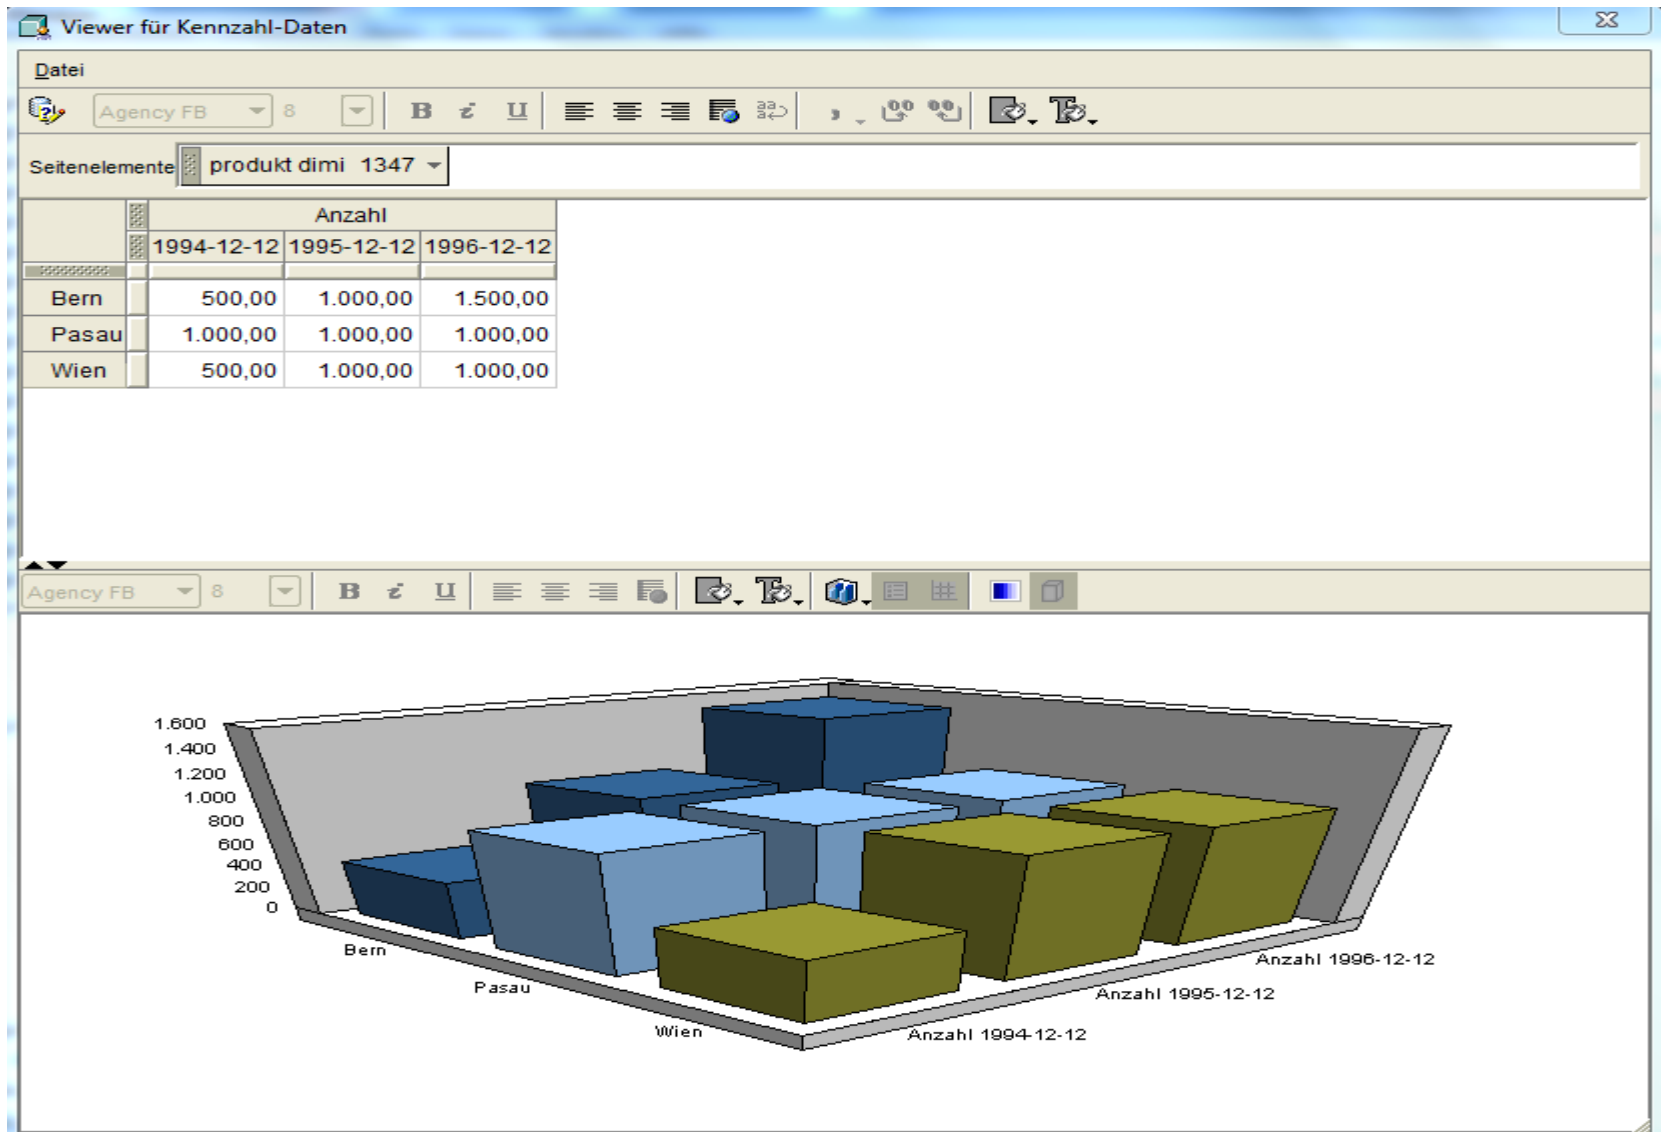 Viewer für Kennzahl-Daten
Datei
Agency FB 8 B i U
Seitenelemente produkt dimi 1347
Anzahl
1994-12-12 1995-12-12 1996-12-12
Bern 500,00 1.000,00 1.500,00
Pasau 1.000,00 1.000,00 1.000,00
Wien 500,00 1.000,00 1.000,00
Agency FB 8 B i U
1.600
1.400
1.200
1.000
800
600
400
200
0
Bern
Pasau
Wien
Anzahl 1994-12-12
Anzahl 1995-12-12
Anzahl 1996-12-12